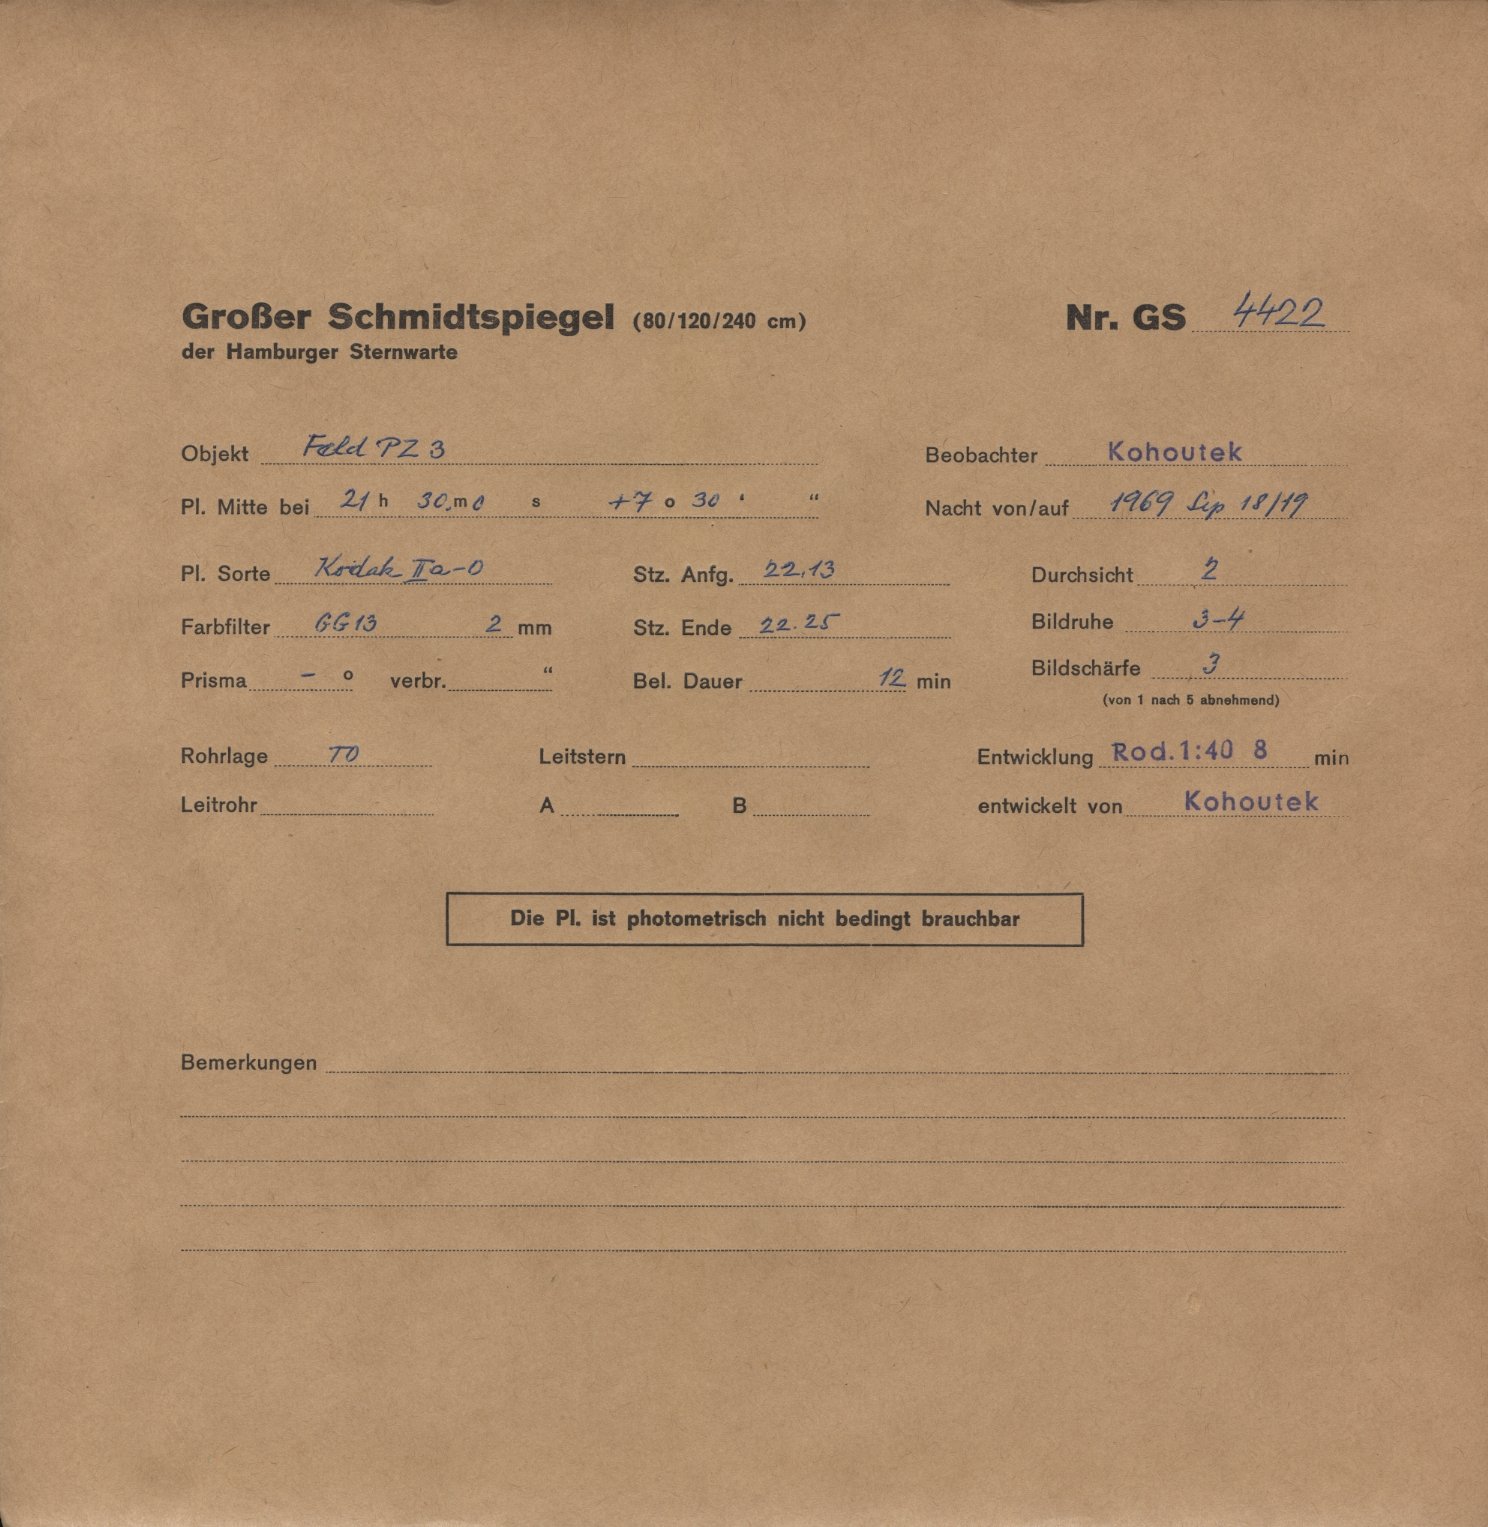 Großer Schmidtspiegel (80/120/240 cm) Nr. GS 4422
der Hamburger Sternwarte
Objekt Feld PZ 3 Beobachter Kohoutek
Pl. Mitte bei 21 h 30.m0 s +7 o 30 ‘ “ Nacht von/auf 1969 Sep 18/19
Pl. Sorte Kodak IIa-O Stz. Anfg. 22.13 Durchsicht 2
Farbfilter GG13 2 mm Stz. Ende 22.25 Bildruhe 3-4
Prisma – o verbr. “ Bel. Dauer 12 min Bildschärfe 3
(von 1 nach 5 abnehmend)
Rohrlage TO Leitstern Entwicklung Rod.1:40 8 min
Leitrohr A B entwickelt von Kohoutek
Die Pl. ist photometrisch nicht bedingt brauchbar
Bemerkungen